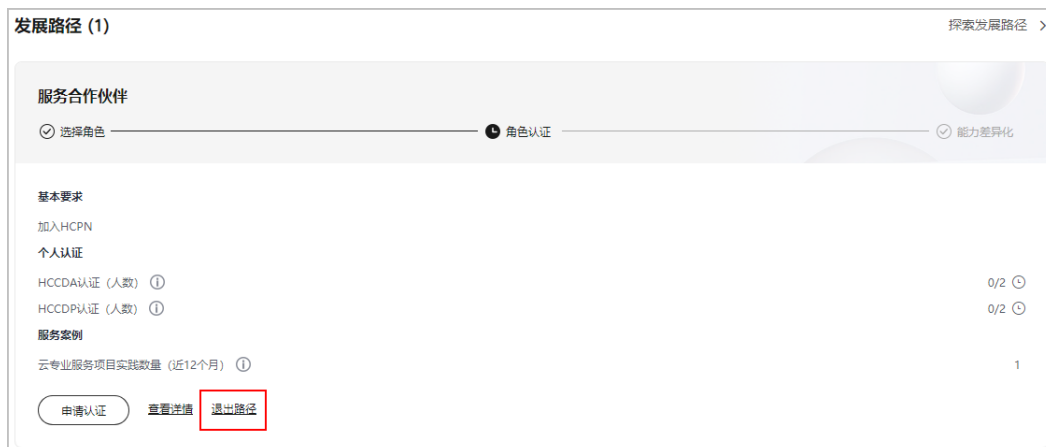 发展路径 (1)
探索发展路径 >
服务合作伙伴
选择角色
角色认证
能力差异化
基本要求
加入HCPN
个人认证
HCCDA认证（人数）
0/2
HCCDP认证（人数）
0/2
服务案例
云专业服务项目实践数量（近12个月）
1
申请认证 查看详情 退出路径